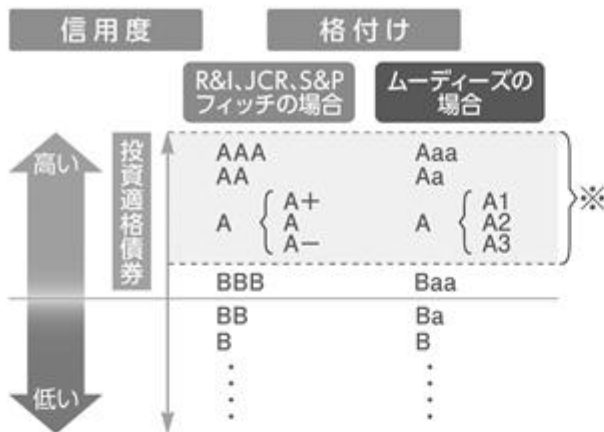 信用度
格付け
R&I、JCR、S&P
フィッチの場合
ムーディーズの
場合
高い
投資適格債券
AAA
Aaa
AA
Aa
A+
A1
A
A
A
A2
A−
A3
※
BBB
Baa
BB
Ba
B
B
低い